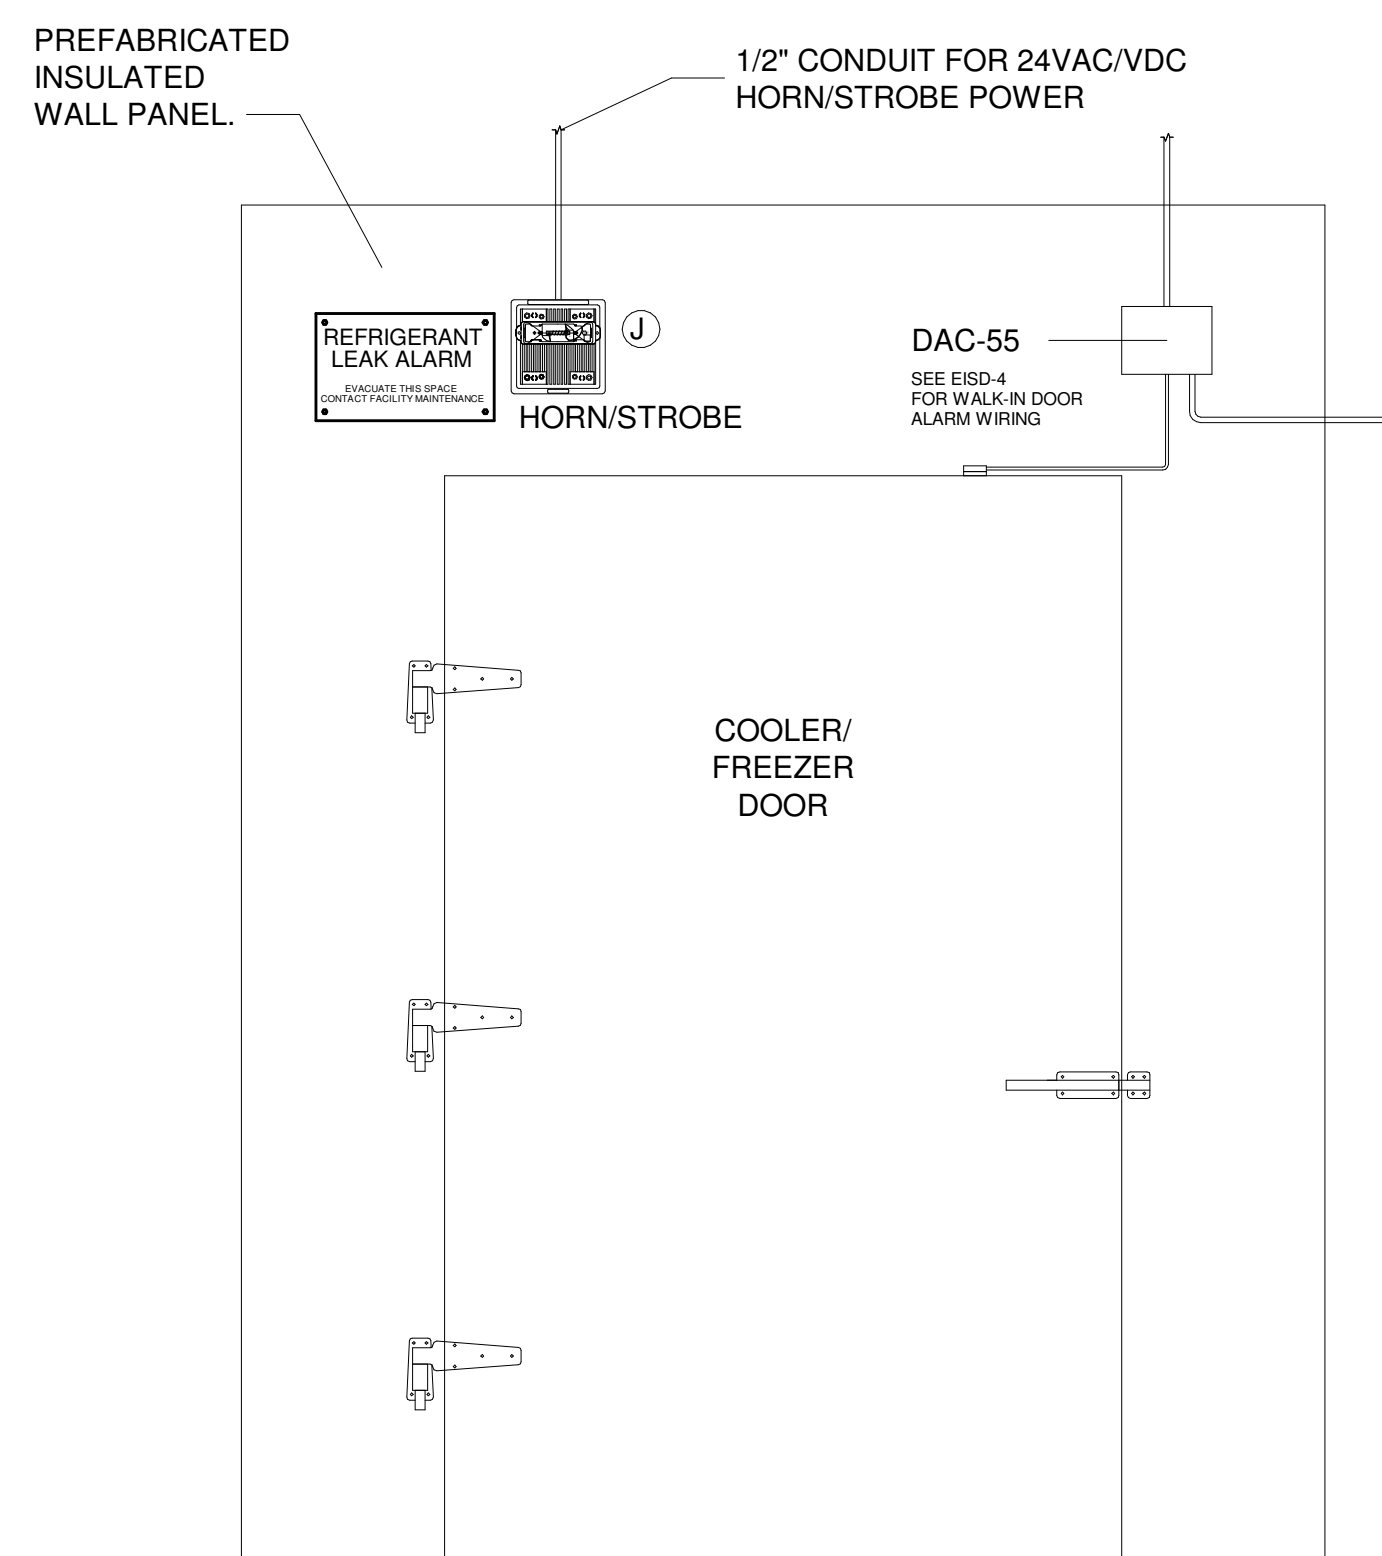 PREFABRICATED
INSULATED
WALL PANEL.
1/2" CONDUIT FOR 24VAC/VDC
HORN/STROBE POWER
REFRIGERANT
LEAK ALARM
EVACUATE THIS SPACE
CONTACT FACILITY MAINTENANCE
J
HORN/STROBE
DAC-55
SEE EISD-4
FOR WALK-IN DOOR
ALARM WIRING
COOLER/
FREEZER
DOOR